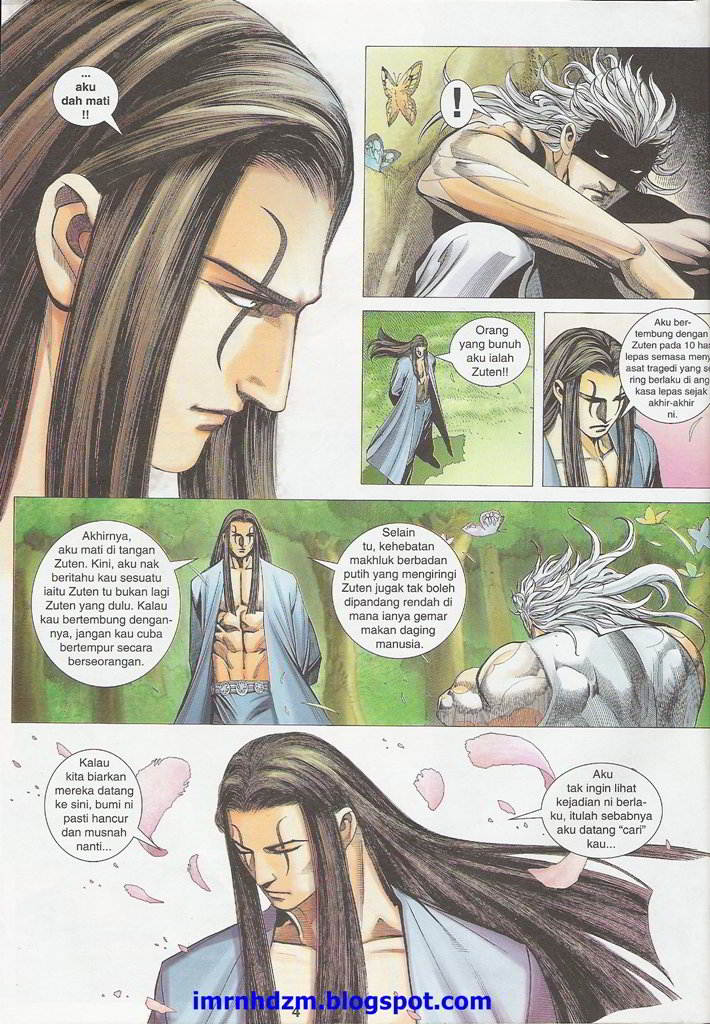 ...
aku
dah mati
!!
!
Orang
yang bunuh
aku ialah
Zuten!!
Aku ber-
tembung dengan
Zuten pada 10 ha
lepas semasa
asat tragedi yang
ring berlaku di
kasa lepas sejak
akhir-akhir
ni.
Akhirnya,
aku mati di tangan
Zuten. Kini, aku nak
beritahu kau sesuatu
iaitu Zuten tu bukan lagi
Zuten yang dulu. Kalau
kau bertembung dengan-
nya, jangan kau cuba
bertempur secara
berseorangan.
Selain
tu, kehebatan
makhluk berbadan
putih yang mengiringi
Zuten jugak tak boleh
dipandang rendah di
mana ianya gemar
makan daging
manusia.
Kalau
kita biarkan
mereka datang
ke sini, bumi ni
pasti hancur
dan musnah
nanti...
Aku
tak ingin lihat
kejadian ni berla-
ku, itulah sebabnya
aku datang "cari"
kau...
4
imrnhdzm.blogspot.com